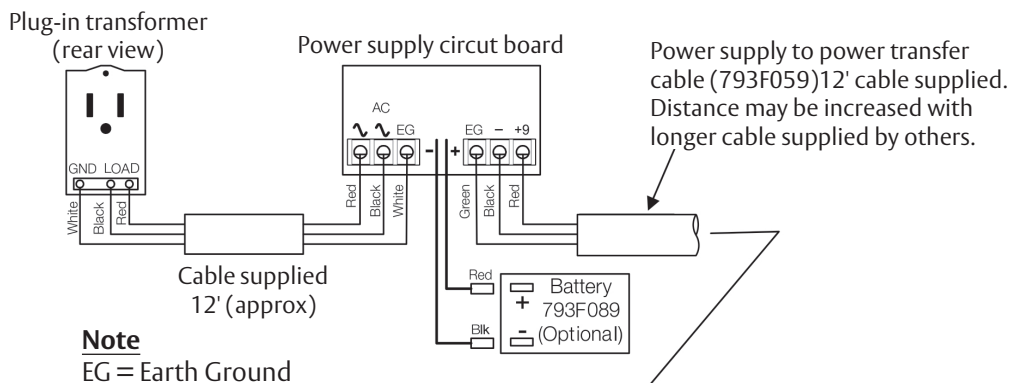 Plug-in transformer
(rear view)
Power supply circut board
Power supply to power transfer
cable (793F059)12' cable supplied.
Distance may be increased with
longer cable supplied by others.
AC
EG
- +
EG - +9
GND LOAD
White
Black
Red
Red
Black
White
Green
Black
Red
Cable supplied
12' (approx)
Red
Blk
Battery
+ 793F089
- (Optional)
Note
EG = Earth Ground